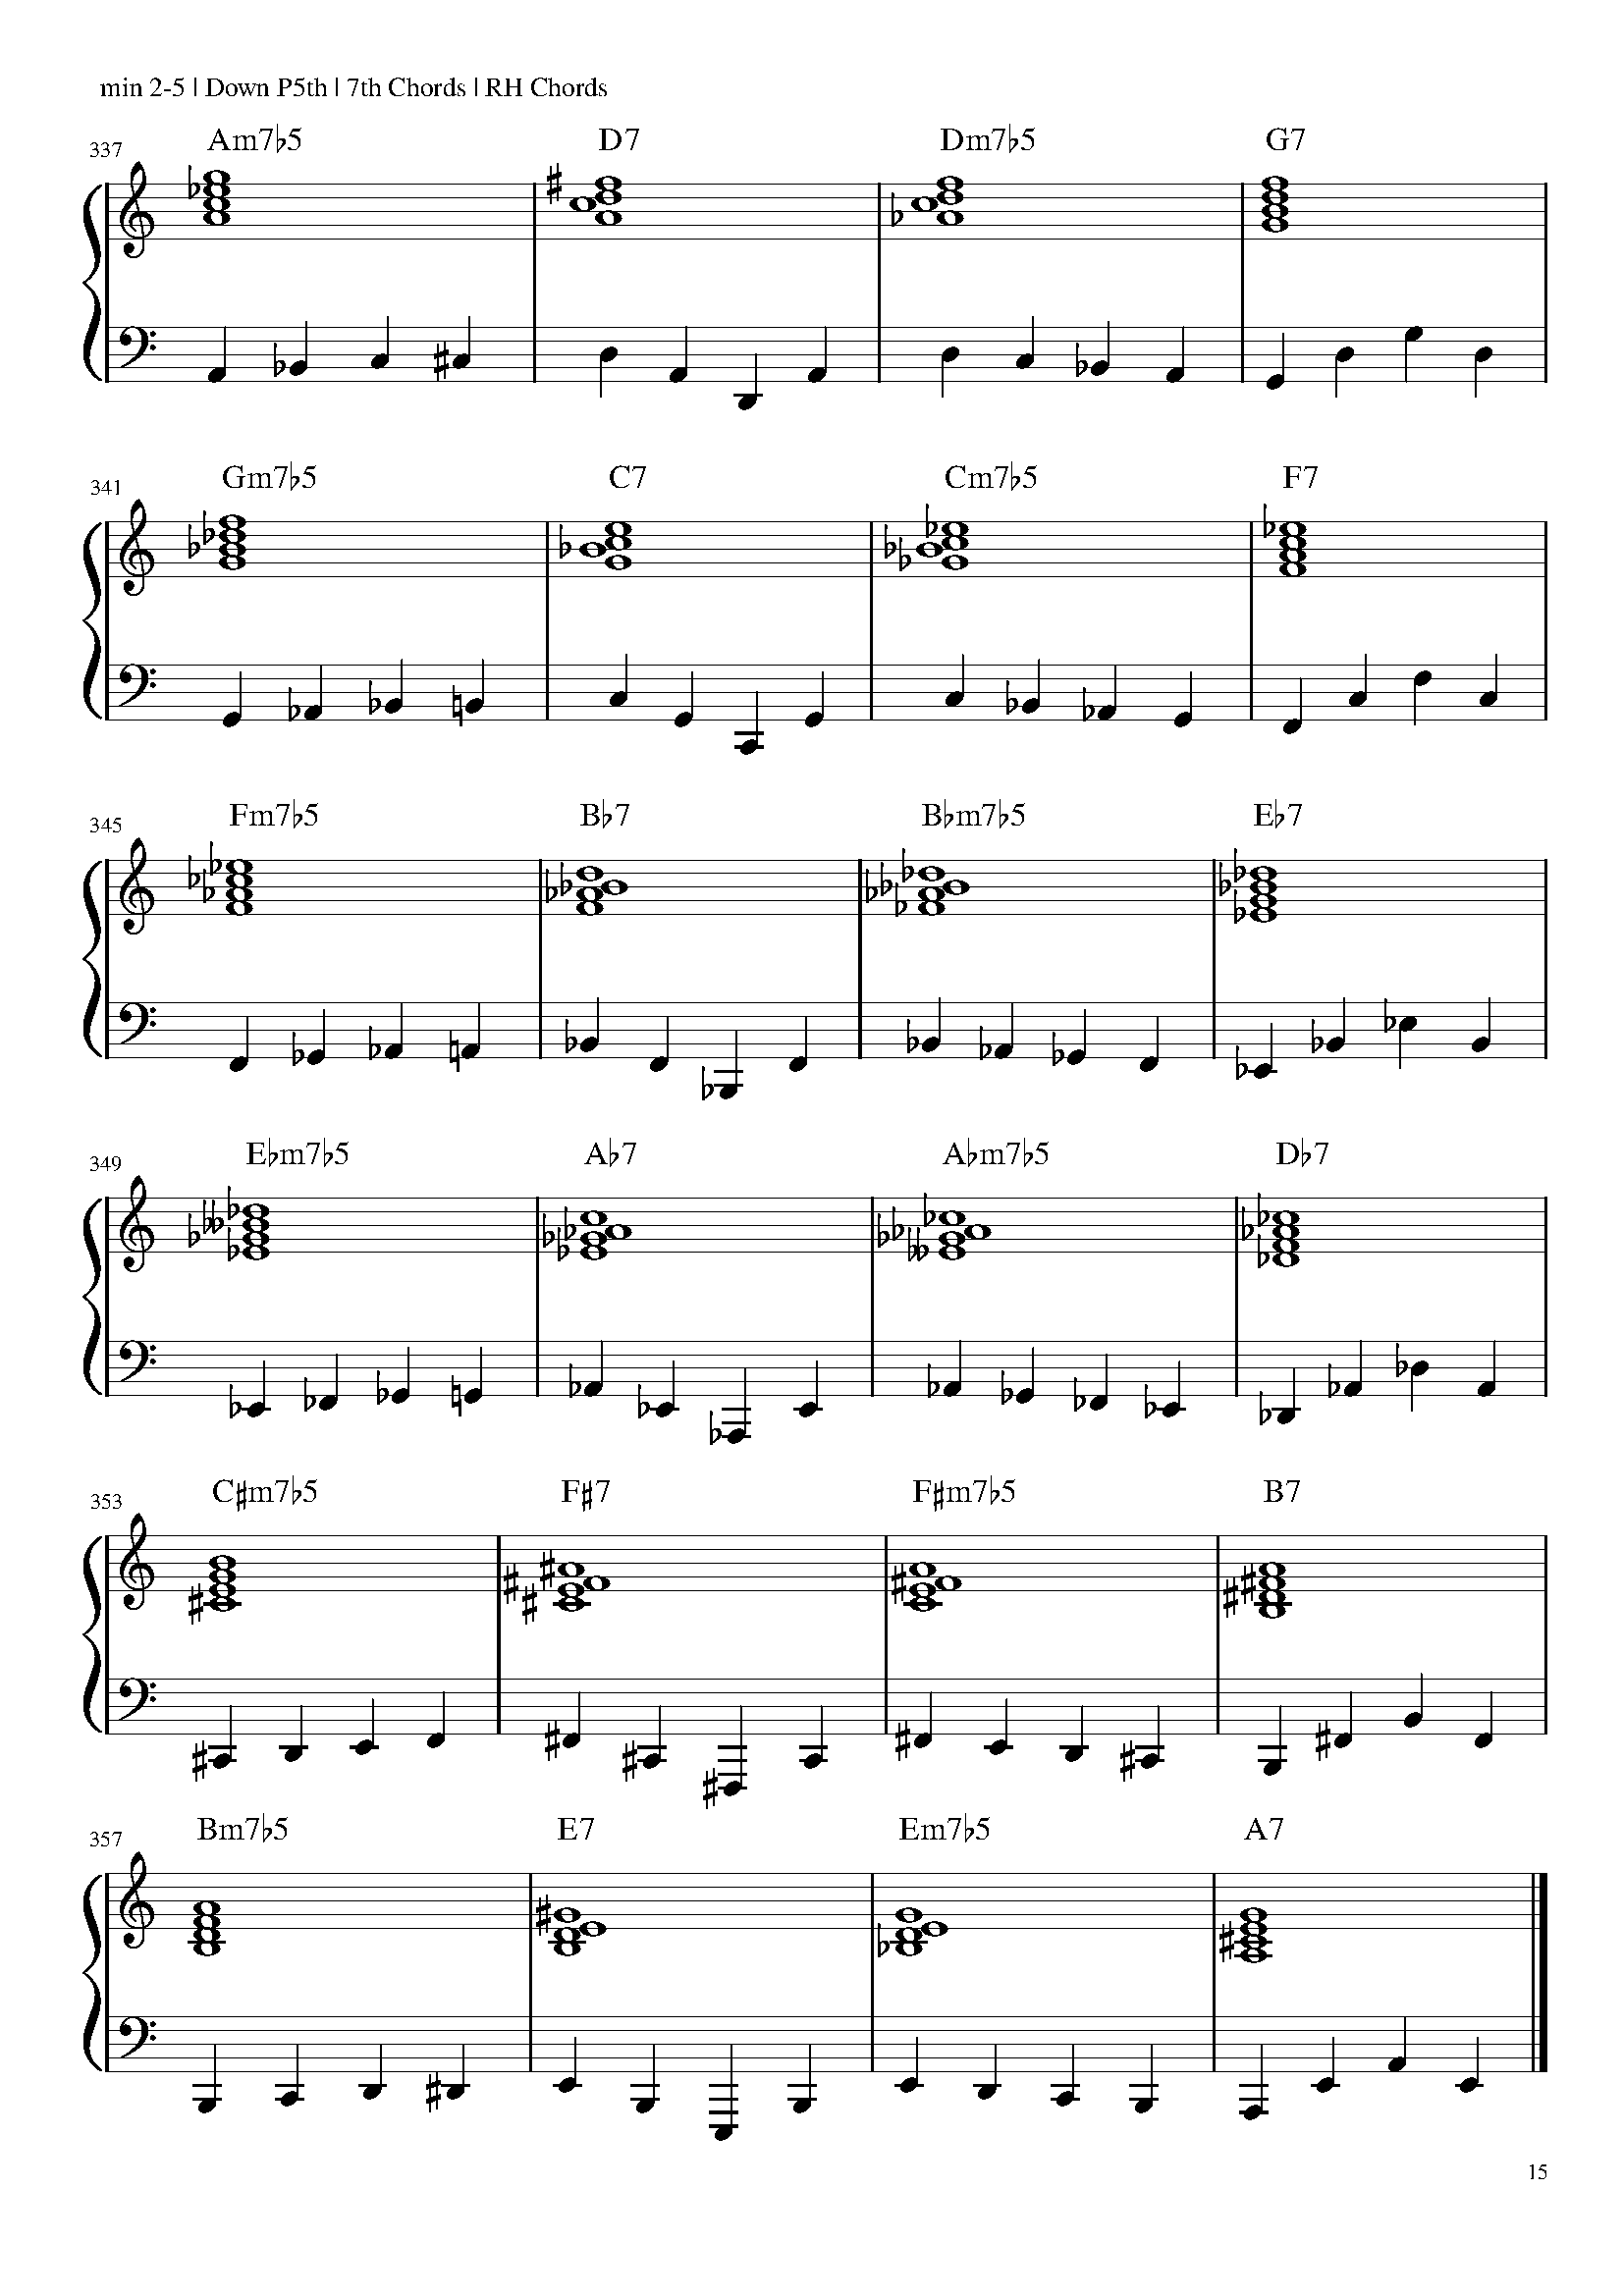 min 2-5 | Down P5th | 7th Chords | RH Chords
337 Am7♭5 D7 Dm7♭5 G7
341 Gm7♭5 C7 Cm7♭5 F7
345 Fm7♭5 B♭7 B♭m7♭5 E♭7
349 E♭m7♭5 A♭7 A♭m7♭5 D♭7
353 C♯m7♭5 F♯7 F♯m7♭5 B7
357 Bm7♭5 E7 Em7♭5 A7
15